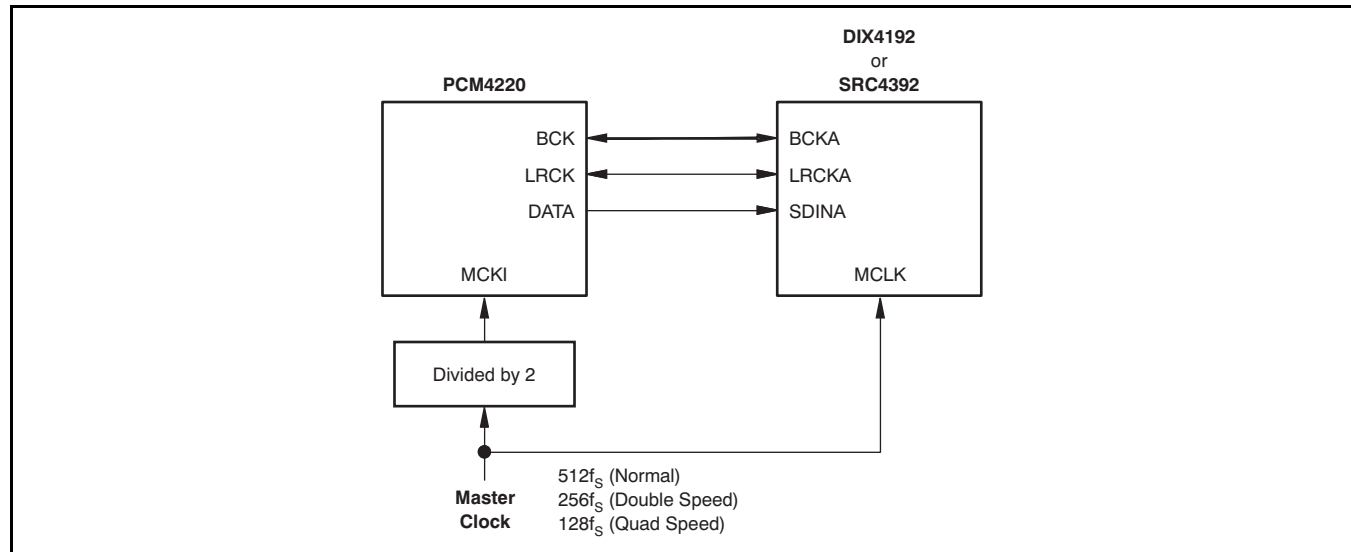 DIX4192
or
SRC4392
PCM4220
BCK
BCKA
LRCK
LRCKA
DATA
SDINA
MCKI
MCLK
Divided by 2
Master
Clock
512fS (Normal)
256fS (Double Speed)
128fS (Quad Speed)